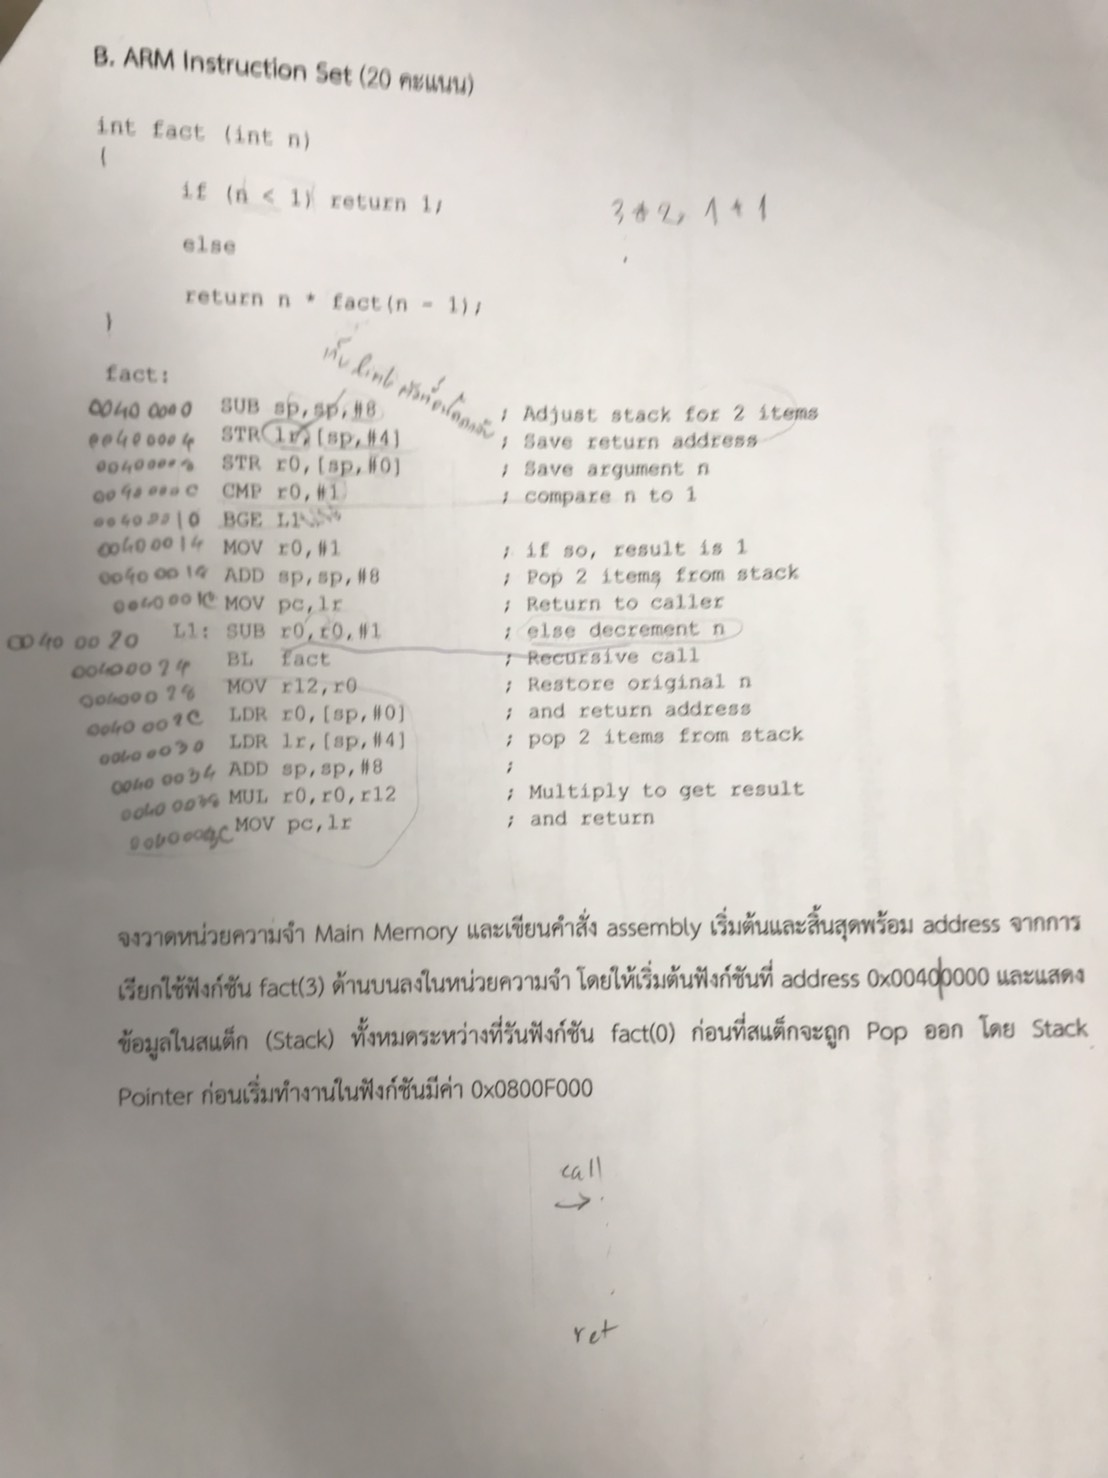 B. ARM Instruction Set (20 คะแนน)
int fact (int n)
{
if (n < 1) return 1;
3*2, 1*1
else
return n * fact(n - 1);
}
fact:
เก็บ link
0040 0000 SUB sp,sp,#8 ; Adjust stack for 2 items
0040 0004 STR lr,[sp,#4] ; Save return address
0040 0008 STR r0,[sp,#0] ; Save argument n
0040 000C CMP r0,#1 ; compare n to 1
0040 0010 BGE L1
0040 0014 MOV r0,#1 ; if so, result is 1
0040 0018 ADD sp,sp,#8 ; Pop 2 items from stack
0040 001C MOV pc,lr ; Return to caller
0040 0020 L1: SUB r0,r0,#1 ; else decrement n
0040 0024 BL fact ; Recursive call
0040 0028 MOV r12,r0 ; Restore original n
0040 002C LDR r0,[sp,#0] ; and return address
0040 0030 LDR lr,[sp,#4] ; pop 2 items from stack
0040 0034 ADD sp,sp,#8 ;
0040 0038 MUL r0,r0,r12 ; Multiply to get result
0040 003C MOV pc,lr ; and return
จงวาดหน่วยความจำ Main Memory และเขียนคำสั่ง assembly เริ่มต้นและสิ้นสุดพร้อม address จากการ
เรียกใช้ฟังก์ชัน fact(3) ด้านบนลงในหน่วยความจำ โดยให้เริ่มต้นฟังก์ชันที่ address 0x00400000 และแสดง
ข้อมูลในสแต็ก (Stack) ทั้งหมดระหว่างที่รันฟังก์ชัน fact(0) ก่อนที่สแต็กจะถูก Pop ออก โดย Stack
Pointer ก่อนเริ่มทำงานในฟังก์ชันมีค่า 0x0800F000
call
→
ret